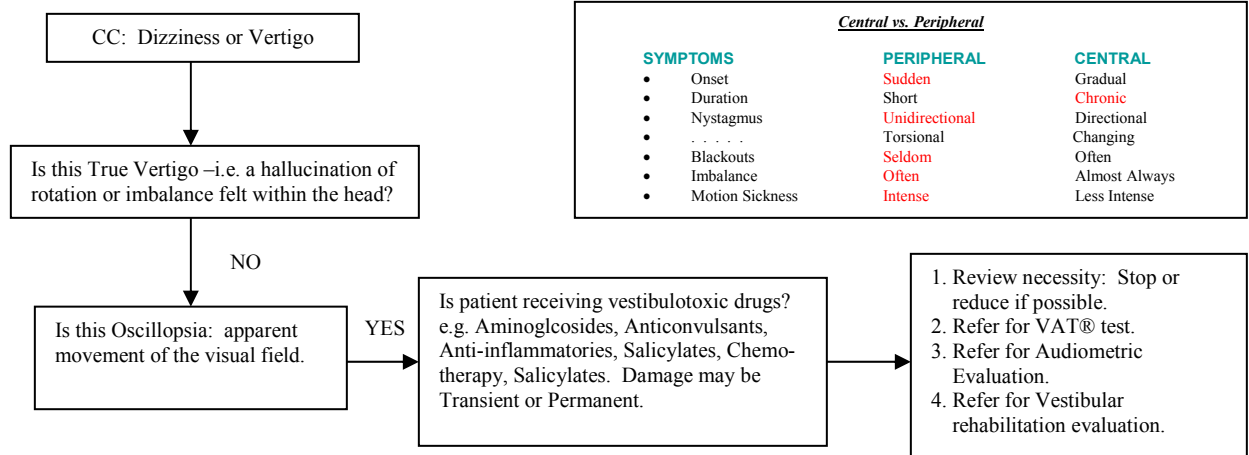 CC: Dizziness or Vertigo
Central vs. Peripheral
SYMPTOMS PERIPHERAL CENTRAL
• Onset Sudden Gradual
• Duration Short Chronic
• Nystagmus Unidirectional Directional
• . . . . . Torsional Changing
• Blackouts Seldom Often
• Imbalance Often Almost Always
• Motion Sickness Intense Less Intense
Is this True Vertigo –i.e. a hallucination of
rotation or imbalance felt within the head?
NO
Is this Oscillopsia: apparent
movement of the visual field.
YES
Is patient receiving vestibulotoxic drugs?
e.g. Aminoglcosides, Anticonvulsants,
Anti-inflammatories, Salicylates, Chemo-
therapy, Salicylates. Damage may be
Transient or Permanent.
1. Review necessity: Stop or
reduce if possible.
2. Refer for VAT® test.
3. Refer for Audiometric
Evaluation.
4. Refer for Vestibular
rehabilitation evaluation.